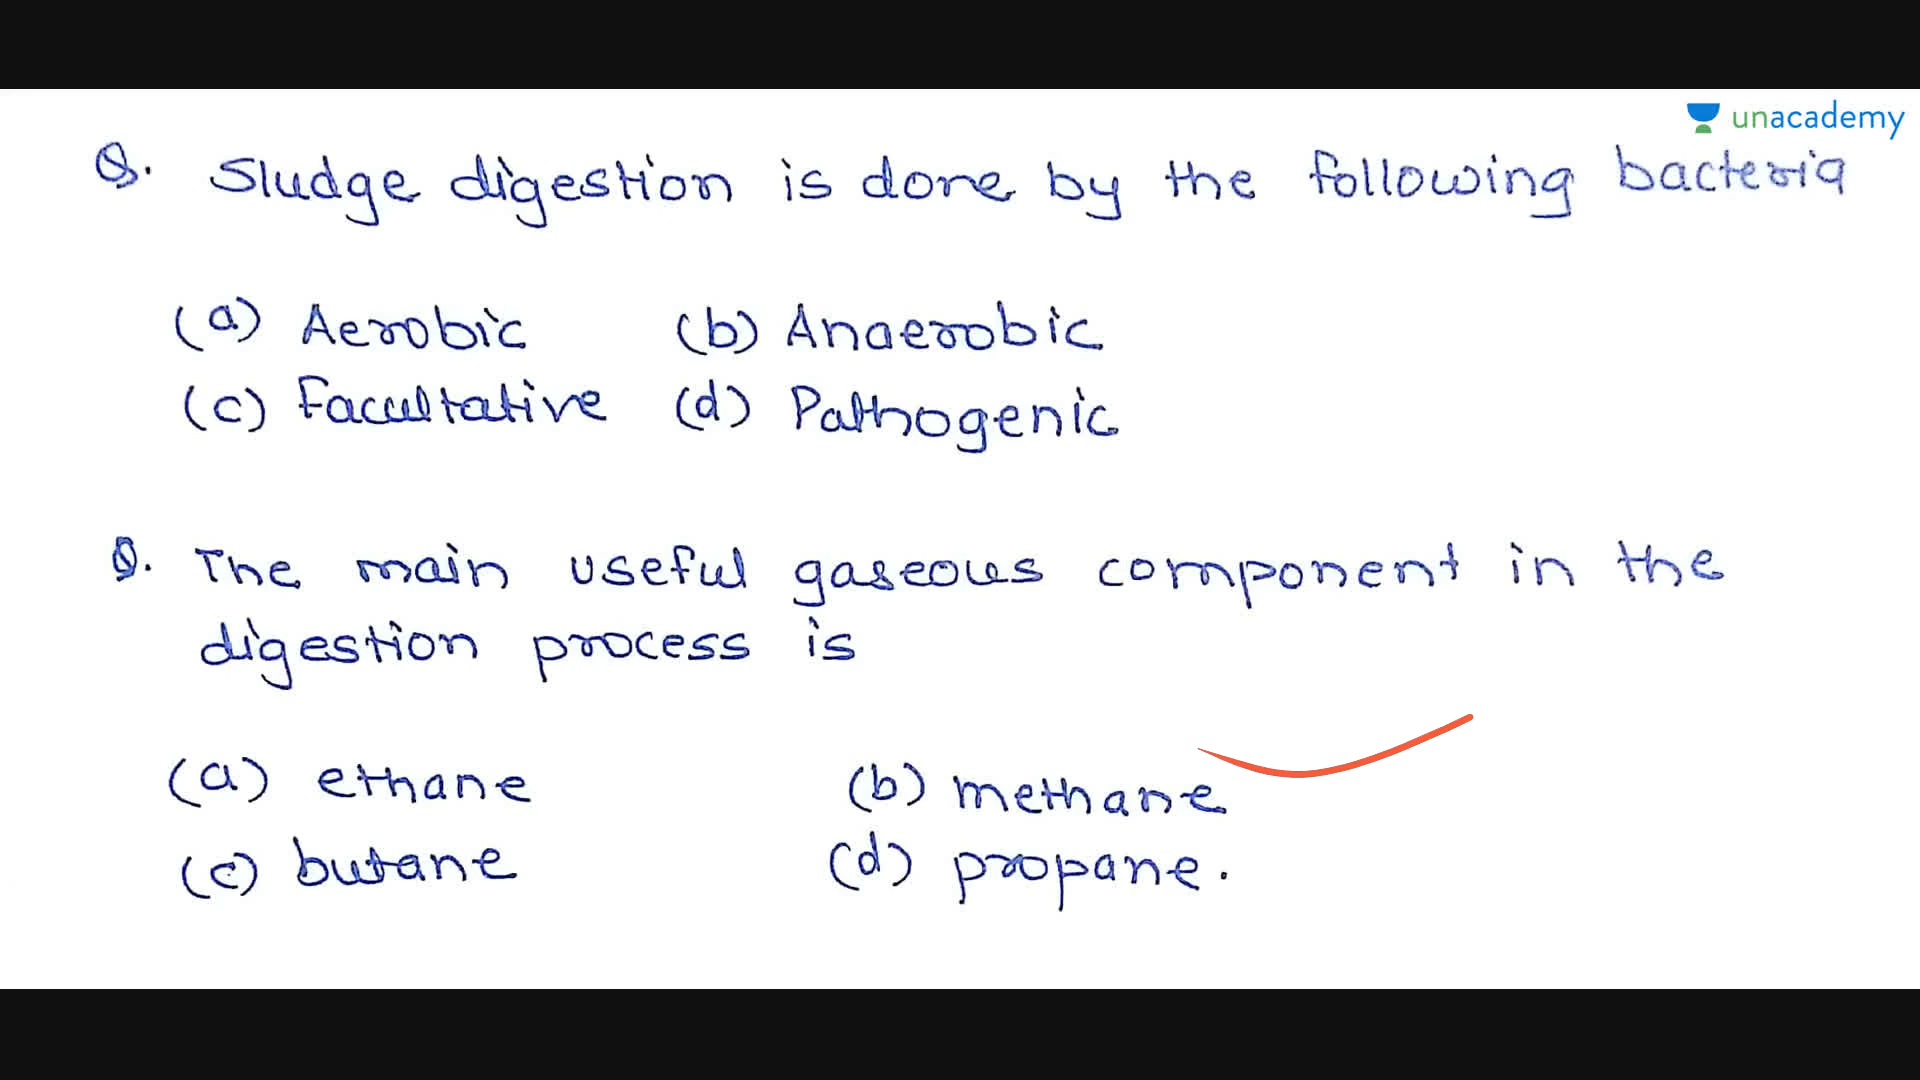 unacademy
Q. Sludge digestion is done by the following bacteria
(a) Aerobic (b) Anaerobic
(c) Facultative (d) Pathogenic
Q. The main useful gaseous component in the
digestion process is
(a) ethane (b) methane
(c) butane (d) propane.